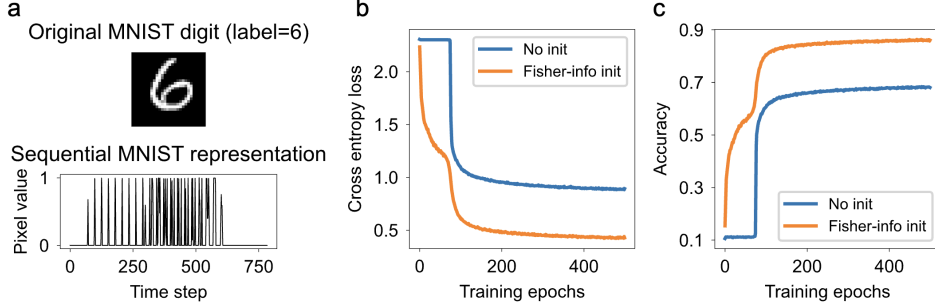 a
Original MNIST digit (label=6)
Sequential MNIST representation
Pixel value
1
0
0
250
500
750
Time step
b
Cross entropy loss
2.0
1.5
1.0
0.5
No init
Fisher-info init
0
200
400
Training epochs
c
Accuracy
0.9
0.7
0.5
0.3
0.1
No init
Fisher-info init
0
200
400
Training epochs